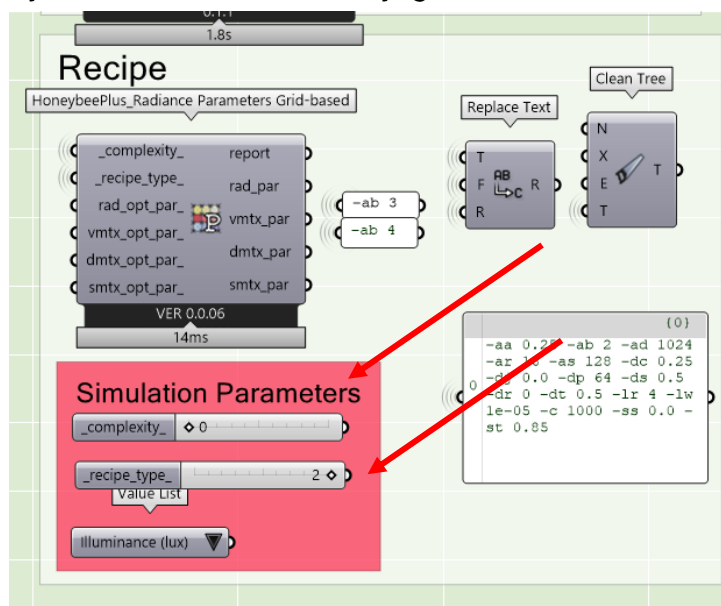 1.8s
Recipe
HoneybeePlus_Radiance Parameters Grid-based
_complexity_
_recipe_type_
rad_opt_par_
vmtx_opt_par_
dmtx_opt_par_
smtx_opt_par_
report
rad_par
vmtx_par
dmtx_par
smtx_par
VER 0.0.06
14ms
-ab 3
-ab 4
Replace Text
T
F
R
AB
C
R
Clean Tree
N
X
E
T
T
{0}
0
-aa 0.25 -ab 2 -ad 1024
-ar 16 -as 128 -dc 0.25
-dj 0.0 -dp 64 -ds 0.5
-dr 0 -dt 0.5 -lr 4 -lw
1e-05 -c 1000 -ss 0.0 -
st 0.85
Simulation Parameters
_complexity_ 0
_recipe_type_ 2
Value List
Illuminance (lux)